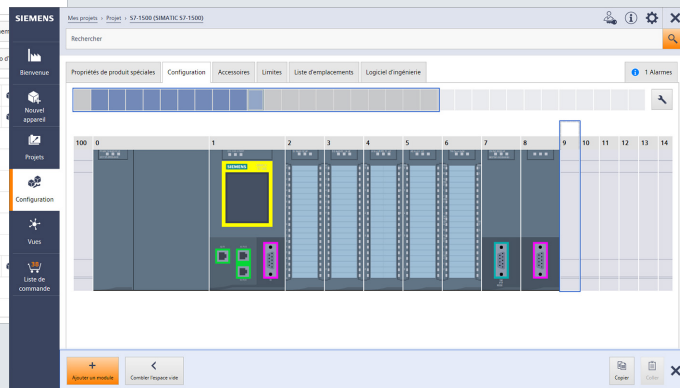 SIEMENS
Mes projets › Projet › S7-1500 (SIMATIC S7-1500)
Rechercher
Bienvenue
Nouvel
appareil
Projets
Configuration
Vues
38
Liste de
commande
Propriétés de produit spéciales
Configuration
Accessoires
Limites
Liste d'emplacements
Logiciel d'ingénierie
1 Alarmes
100 0 1 2 3 4 5 6 7 8 9 10 11 12 13 14
SIEMENS
Ajouter un module
Combler l'espace vide
Copier
Coller